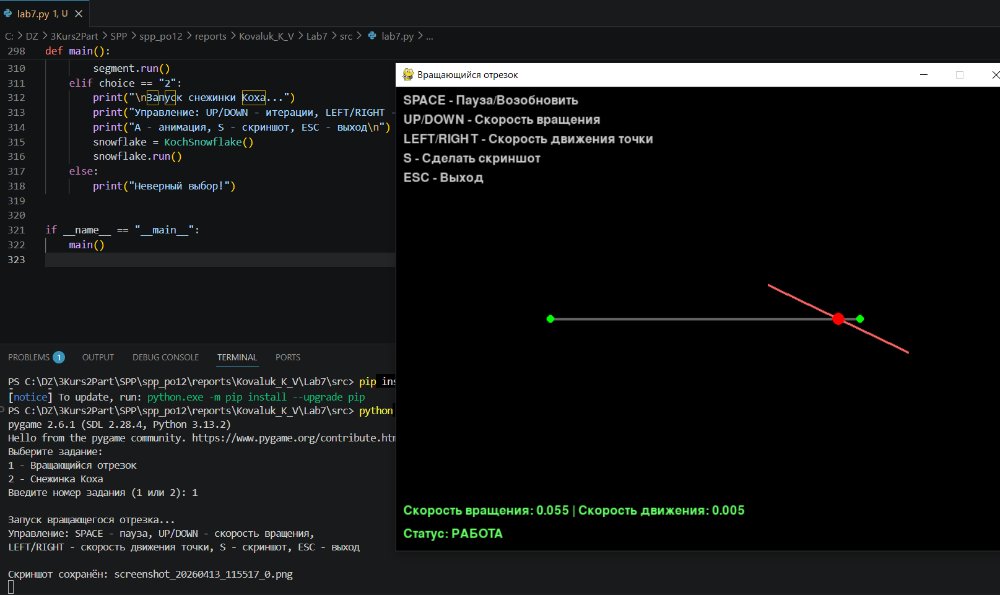 lab7.py 1, U
C: > DZ > 3Kurs2Part > SPP > spp_po12 > reports > Kovaluk_K_V > Lab7 > src > lab7.py > ...
298 def main():
310 segment.run()
311 elif choice == "2":
312 print("\nЗапуск снежинки Коха...")
313 print("Управление: UP/DOWN - итерации, LEFT/RIGHT -
314 print("A - анимация, S - скриншот, ESC - выход\n")
315 snowflake = KochSnowflake()
316 snowflake.run()
317 else:
318 print("Неверный выбор!")
319
320
321 if __name__ == "__main__":
322 main()
323
Вращающийся отрезок
SPACE - Пауза/Возобновить
UP/DOWN - Скорость вращения
LEFT/RIGHT - Скорость движения точки
S - Сделать скриншот
ESC - Выход
Скорость вращения: 0.055 | Скорость движения: 0.005
Статус: РАБОТА
PROBLEMS 1 OUTPUT DEBUG CONSOLE TERMINAL PORTS
PS C:\DZ\3Kurs2Part\SPP\spp_po12\reports\Kovaluk_K_V\Lab7\src> pip ins
[notice] To update, run: python.exe -m pip install --upgrade pip
PS C:\DZ\3Kurs2Part\SPP\spp_po12\reports\Kovaluk_K_V\Lab7\src> python
pygame 2.6.1 (SDL 2.28.4, Python 3.13.2)
Hello from the pygame community. https://www.pygame.org/contribute.htm
Выберите задание:
1 - Вращающийся отрезок
2 - Снежинка Коха
Введите номер задания (1 или 2): 1
Запуск вращающегося отрезка...
Управление: SPACE - пауза, UP/DOWN - скорость вращения,
LEFT/RIGHT - скорость движения точки, S - скриншот, ESC - выход
Скриншот сохранён: screenshot_20260413_115517_0.png